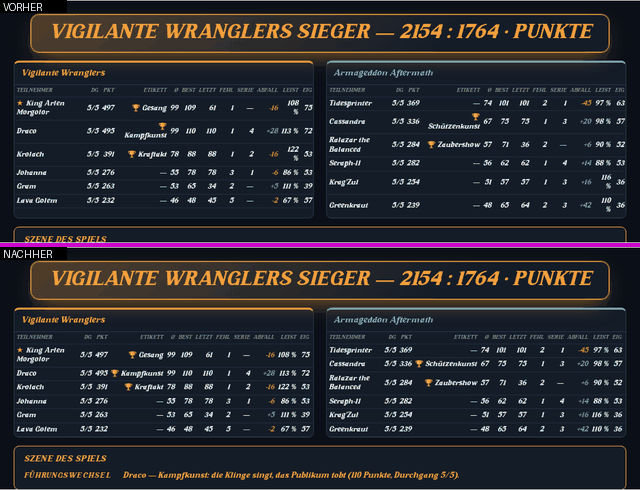 VORHER
VIGILANTE WRANGLERS SIEGER — 2154 : 1764 · PUNKTE
Vigilante Wranglers
TEILNEHMER DG PKT ETIKETT Ø BEST LETZT FEHL SERIE ABFALL LEIST EIG
★ King Arlen Morgolor 5/5 497 🏆 Gesang 99 109 61 1 — -16 108 % 75
Draco 5/5 495 🏆 Kampfkunst 99 110 110 1 4 +28 113 % 72
Krölach 5/5 391 🏆 Kraftakt 78 88 88 1 2 -16 122 % 53
Johanna 5/5 276 — 55 78 78 3 1 -6 86 % 53
Gram 5/5 263 — 53 65 34 2 — +5 111 % 39
Lava Golem 5/5 232 — 46 48 45 5 — -2 67 % 57
Armageddon Aftermath
TEILNEHMER DG PKT ETIKETT Ø BEST LETZT FEHL SERIE ABFALL LEIST EIG
Tidesprinter 5/5 369 — 74 101 101 2 1 -45 97 % 63
Cassandra 5/5 336 🏆 Schützenkunst 67 75 75 1 3 +20 98 % 57
Ralazar the Balanced 5/5 284 🏆 Zaubershow 57 71 36 2 — -6 90 % 52
Seraph-II 5/5 282 — 56 62 62 1 4 +14 88 % 53
Krag'Zul 5/5 254 — 51 57 57 1 3 +16 116 % 36
Greenkraut 5/5 239 — 48 65 64 2 3 +42 110 % 36
SZENE DES SPIELS
NACHHER
VIGILANTE WRANGLERS SIEGER — 2154 : 1764 · PUNKTE
Vigilante Wranglers
TEILNEHMER DG PKT ETIKETT Ø BEST LETZT FEHL SERIE ABFALL LEIST EIG
★ King Arlen Morgolor 5/5 497 🏆 Gesang 99 109 61 1 — -16 108 % 75
Draco 5/5 495 🏆 Kampfkunst 99 110 110 1 4 +28 113 % 72
Krölach 5/5 391 🏆 Kraftakt 78 88 88 1 2 -16 122 % 53
Johanna 5/5 276 — 55 78 78 3 1 -6 86 % 53
Gram 5/5 263 — 53 65 34 2 — +5 111 % 39
Lava Golem 5/5 232 — 46 48 45 5 — -2 67 % 57
Armageddon Aftermath
TEILNEHMER DG PKT ETIKETT Ø BEST LETZT FEHL SERIE ABFALL LEIST EIG
Tidesprinter 5/5 369 — 74 101 101 2 1 -45 97 % 63
Cassandra 5/5 336 🏆 Schützenkunst 67 75 75 1 3 +20 98 % 57
Ralazar the Balanced 5/5 284 🏆 Zaubershow 57 71 36 2 — -6 90 % 52
Seraph-II 5/5 282 — 56 62 62 1 4 +14 88 % 53
Krag'Zul 5/5 254 — 51 57 57 1 3 +16 116 % 36
Greenkraut 5/5 239 — 48 65 64 2 3 +42 110 % 36
SZENE DES SPIELS
FÜHRUNGSWECHSEL Draco — Kampfkunst: die Klinge singt, das Publikum tobt (110 Punkte, Durchgang 5/5).